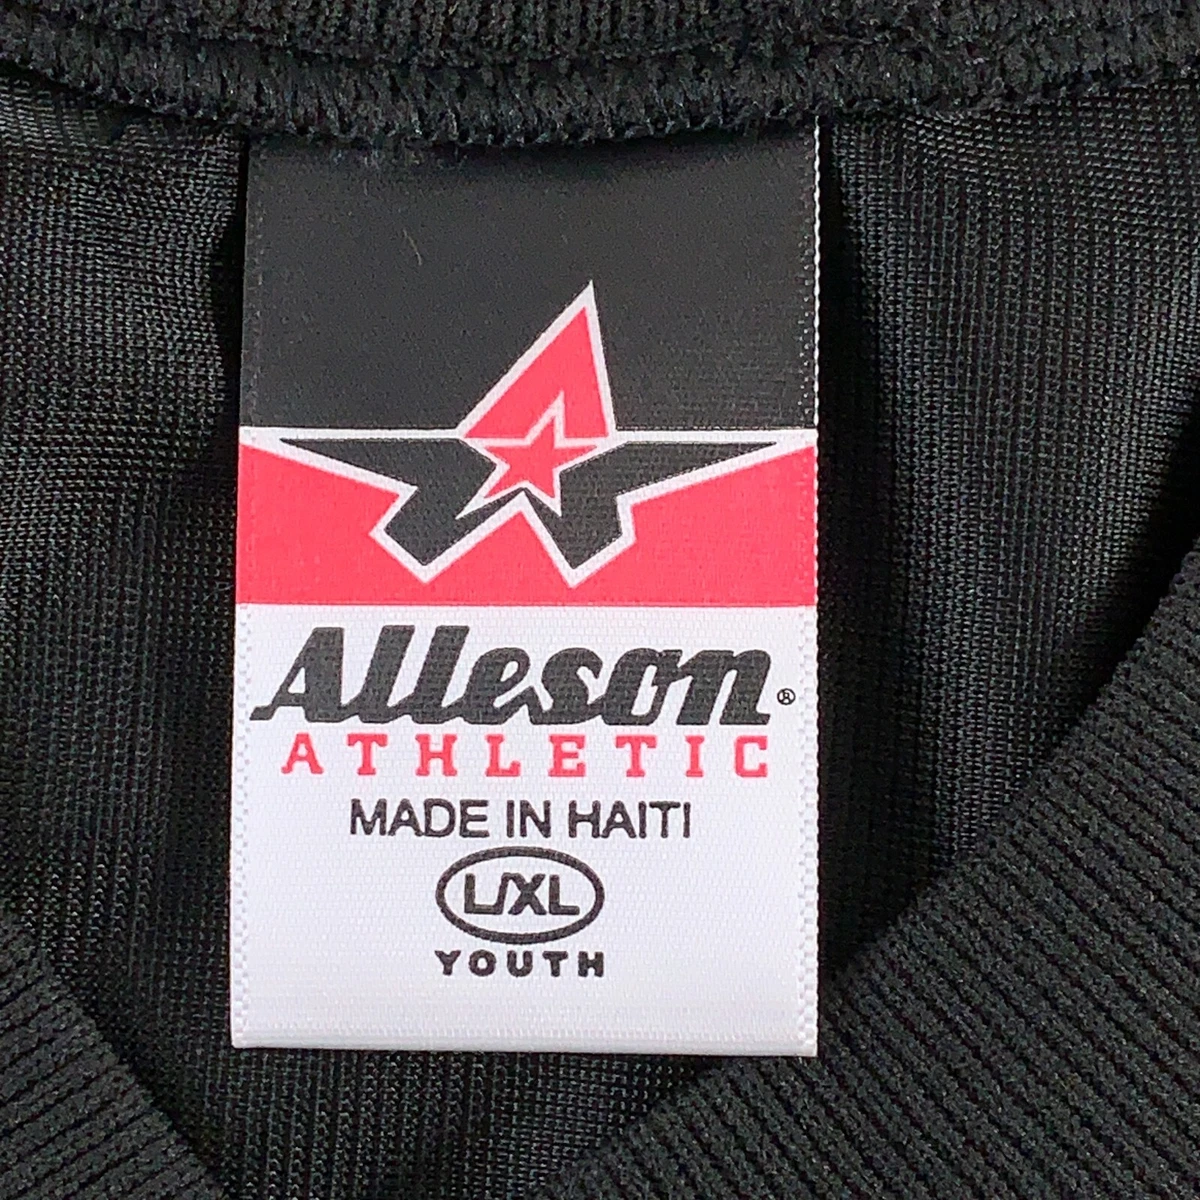 Alleson®
ATHLETIC
MADE IN HAITI
L/XL
YOUTH